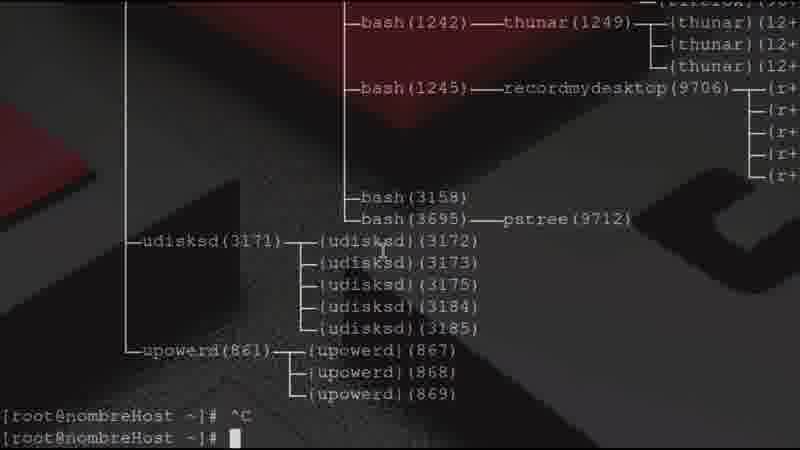 bash(1242)───thunar(1249)─┬─{thunar}(12+
├─{thunar}(12+
└─{thunar}(12+
├─bash(1245)───recordmydesktop(9706)─┬─{r+
├─{r+
├─{r+
├─{r+
└─{r+
├─bash(3158)
└─bash(3695)───pstree(9712)
├─udisksd(3171)─┬─{udisksd}(3172)
├─{udisksd}(3173)
├─{udisksd}(3175)
├─{udisksd}(3184)
└─{udisksd}(3185)
└─upowerd(861)─┬─{upowerd}(867)
├─{upowerd}(868)
└─{upowerd}(869)
[root@nombreHost ~]# ^C
[root@nombreHost ~]#